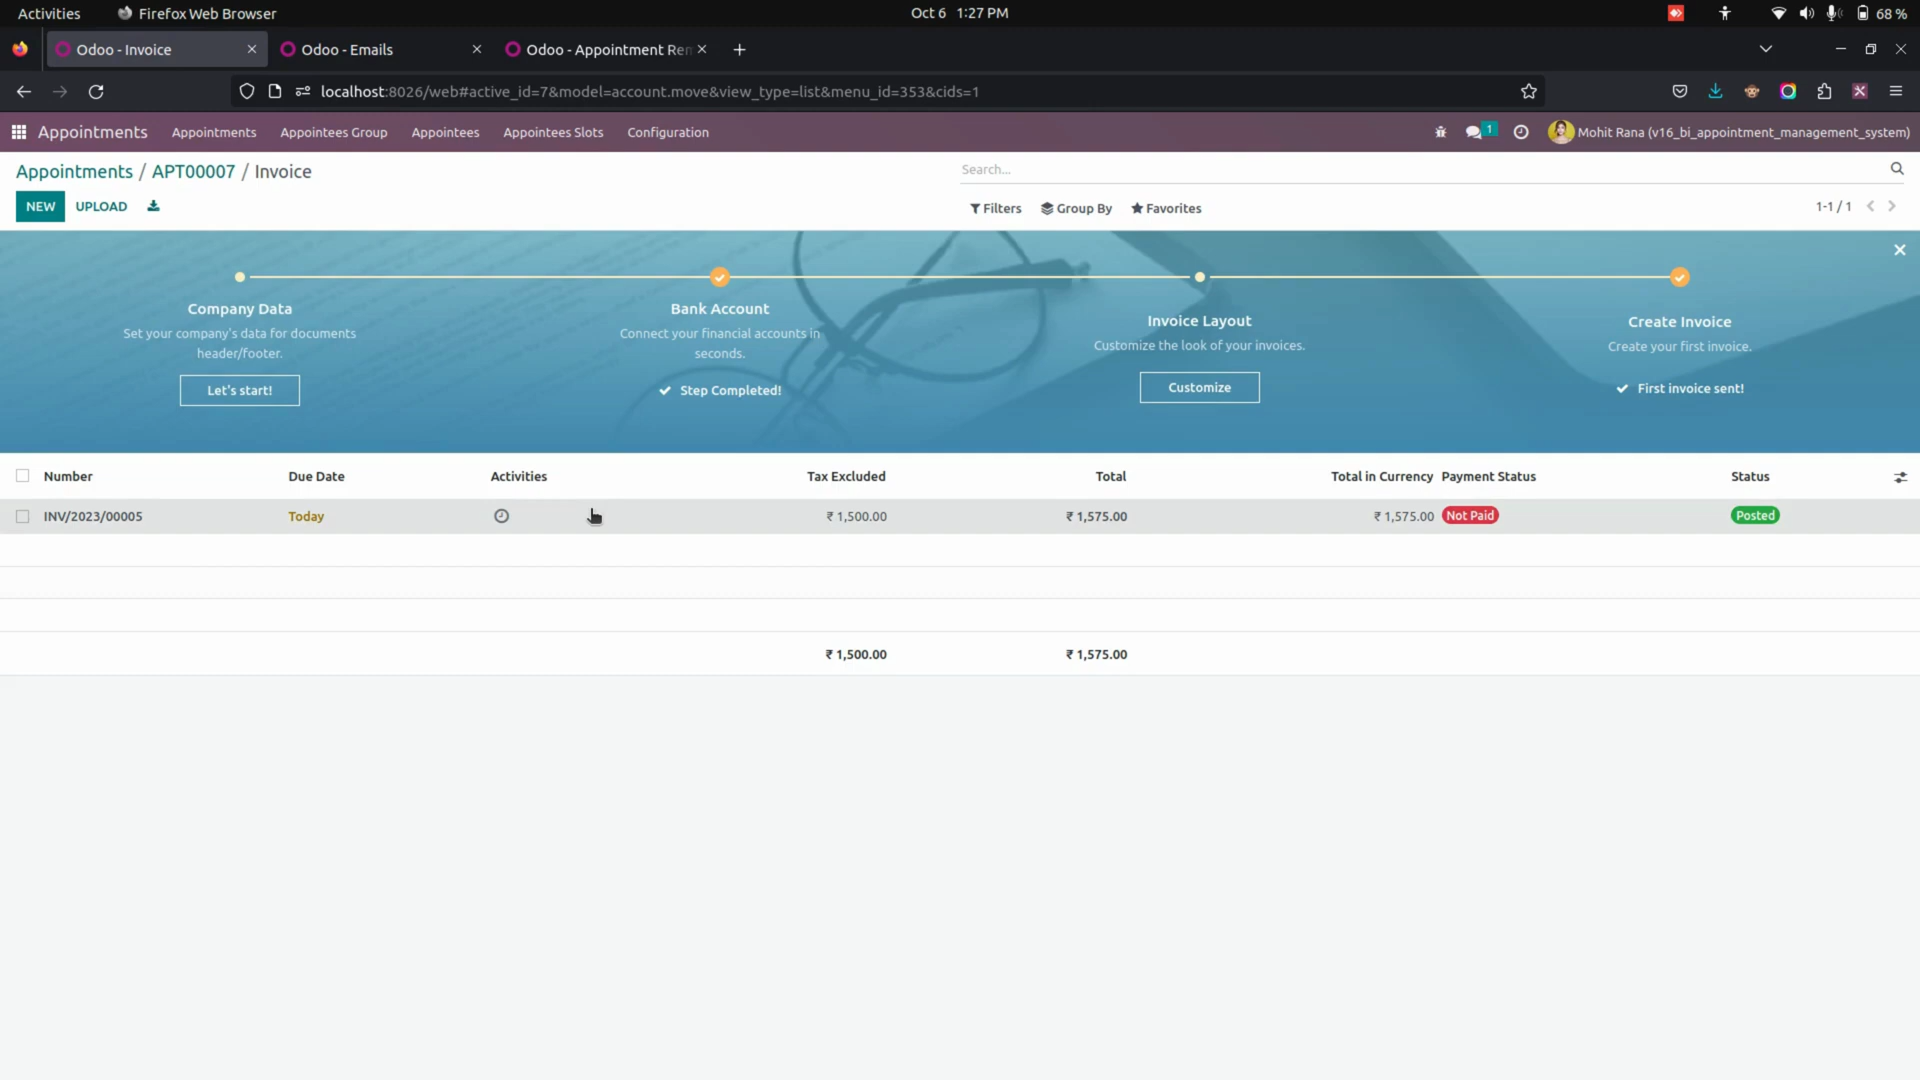 Activities Firefox Web Browser Oct 6 1:27 PM 68 %
Odoo - Invoice Odoo - Emails Odoo - Appointment Ren
localhost:8026/web#active_id=7&model=account.move&view_type=list&menu_id=353&cids=1
Appointments Appointments Appointees Group Appointees Appointees Slots Configuration 1 Mohit Rana (v16_bi_appointment_management_system)
Appointments / APT00007 / Invoice Search...
NEW UPLOAD Filters Group By Favorites 1-1 / 1
Company Data Bank Account Invoice Layout Create Invoice
Set your company's data for documents
header/footer.
Connect your financial accounts in
seconds.
Customize the look of your invoices. Create your first invoice.
Let's start! Step Completed! Customize First invoice sent!
Number Due Date Activities Tax Excluded Total Total in Currency Payment Status Status
INV/2023/00005 Today ₹ 1,500.00 ₹ 1,575.00 ₹ 1,575.00 Not Paid Posted
₹ 1,500.00 ₹ 1,575.00